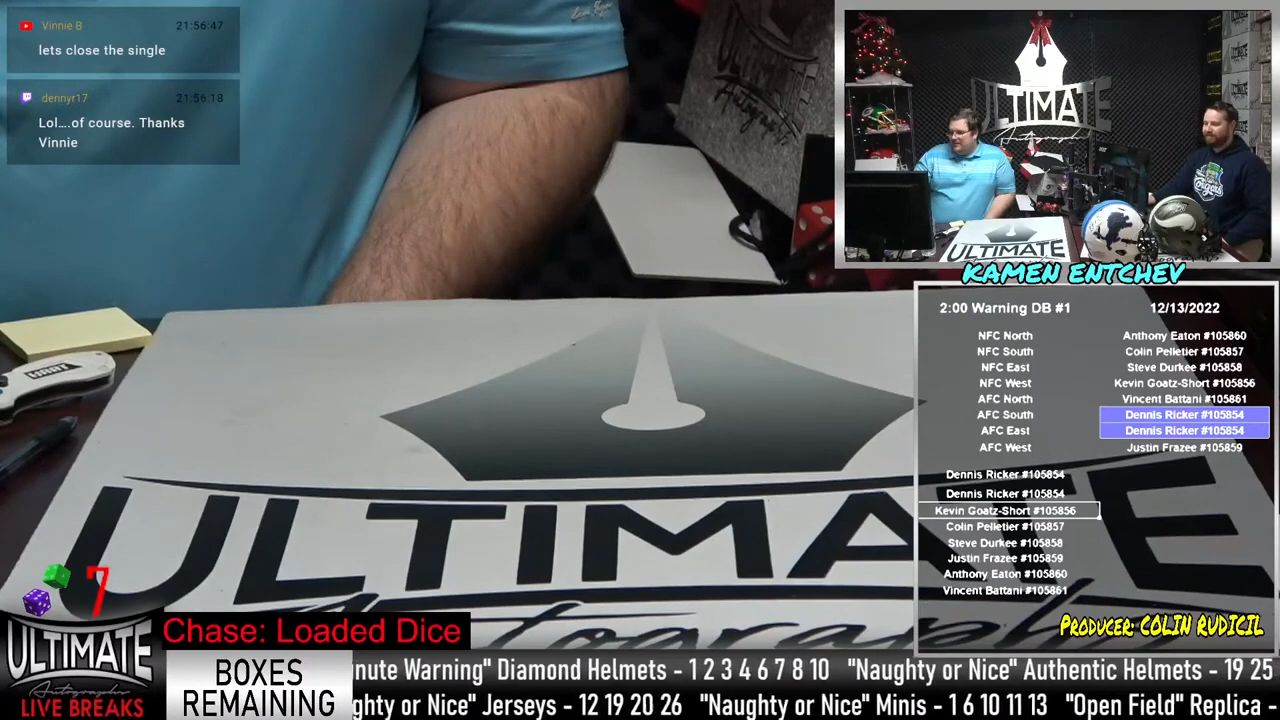 Vinnie B 21:56:47
lets close the single
dennyr17 21:56:18
Lol....of course. Thanks
Vinnie
ULTIMATE
ULTIMATE
KAMEN ENTCHEV
2:00 Warning DB #1 12/13/2022
NFC North Anthony Eaton #105860
NFC South Colin Pelletier #105857
NFC East Steve Durkee #105858
NFC West Kevin Goatz-Short #105856
AFC North Vincent Battani #105861
AFC South Dennis Ricker #105854
AFC East Dennis Ricker #105854
AFC West Justin Frazee #105859
Dennis Ricker #105854
Dennis Ricker #105854
Kevin Goatz-Short #105856
Colin Pelletier #105857
Steve Durkee #105858
Justin Frazee #105859
Anthony Eaton #105860
Vincent Battani #105861
PRODUCER: COLIN RUDICIL
ULTIMATE
Autographs
7
Chase: Loaded Dice
ULTIMATE
Autographs
LIVE BREAKS
BOXES
REMAINING
inute Warning" Diamond Helmets - 1 2 3 4 6 7 8 10 "Naughty or Nice" Authentic Helmets - 19 25
ghty or Nice" Jerseys - 12 19 20 26 "Naughty or Nice" Minis - 1 6 10 11 13 "Open Field" Replica -